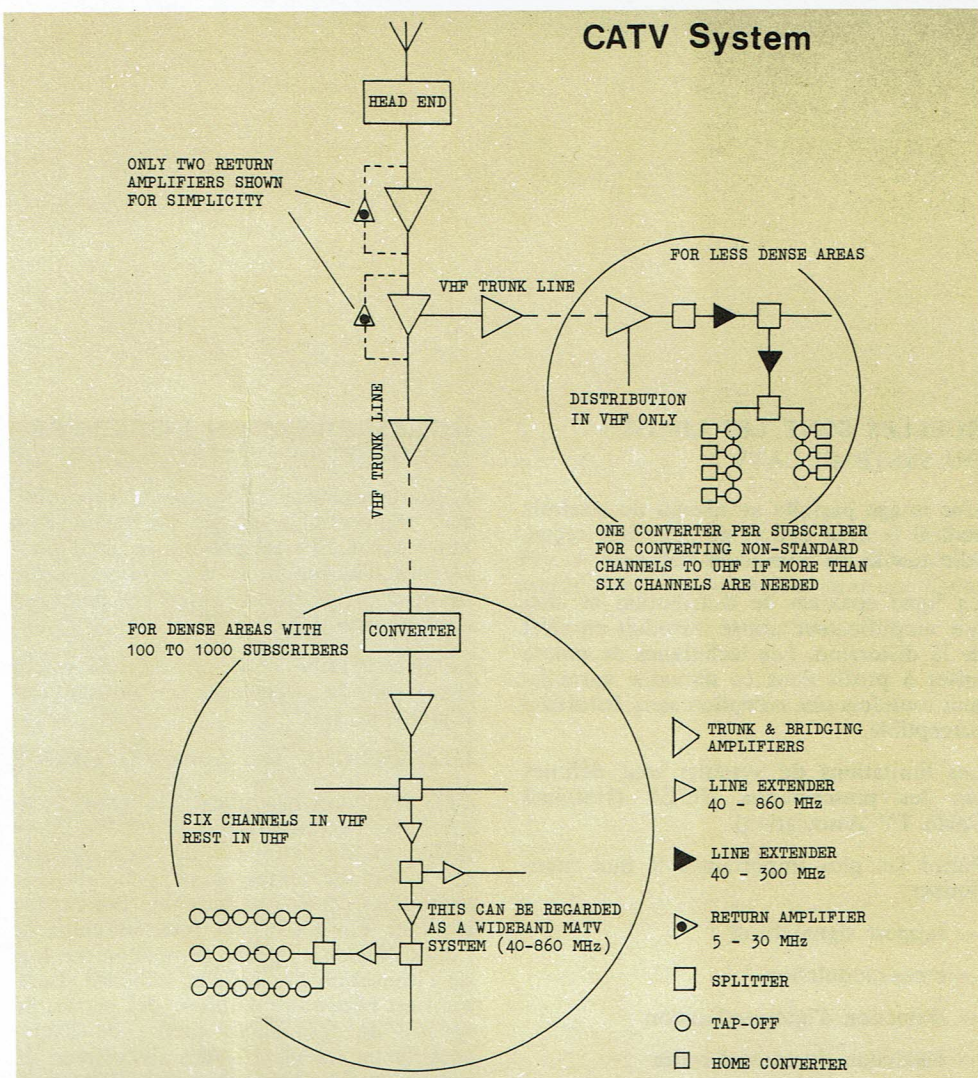 CATV System
HEAD END
ONLY TWO RETURN
AMPLIFIERS SHOWN
FOR SIMPLICITY
FOR LESS DENSE AREAS
VHF TRUNK LINE
DISTRIBUTION
IN VHF ONLY
VHF TRUNK LINE
ONE CONVERTER PER SUBSCRIBER
FOR CONVERTING NON-STANDARD
CHANNELS TO UHF IF MORE THAN
SIX CHANNELS ARE NEEDED
FOR DENSE AREAS WITH
100 TO 1000 SUBSCRIBERS
CONVERTER
SIX CHANNELS IN VHF
REST IN UHF
THIS CAN BE REGARDED
AS A WIDEBAND MATV
SYSTEM (40-860 MHz)
TRUNK & BRIDGING
AMPLIFIERS
LINE EXTENDER
40 - 860 MHz
LINE EXTENDER
40 - 300 MHz
RETURN AMPLIFIER
5 - 30 MHz
SPLITTER
TAP-OFF
HOME CONVERTER